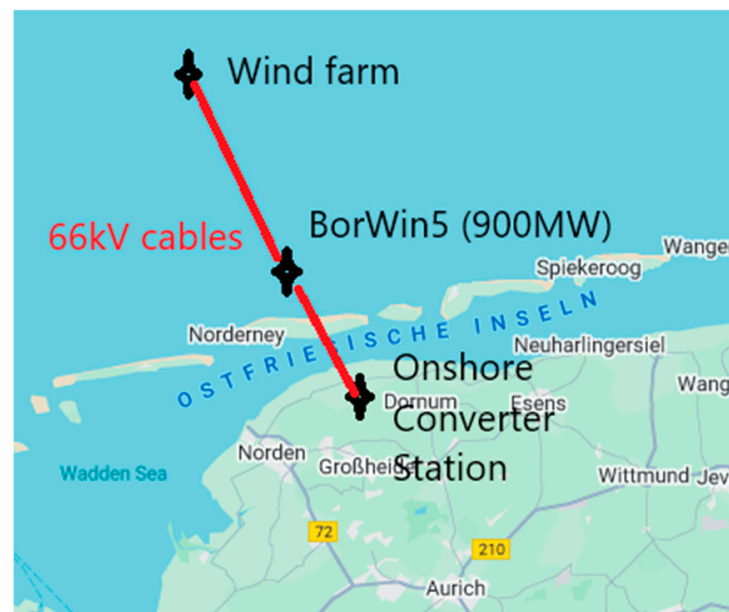 Wind farm
66kV cables
BorWin5 (900MW)
Wange
Spiekeroog
Norderney
OSTFRIESISCHE INSELN
Neuharlingersiel
Onshore
Wang
Dornum
Esens
Converter
Norden
Großheide
Station
Wadden Sea
Wittmund
Jev
72
210
Aurich